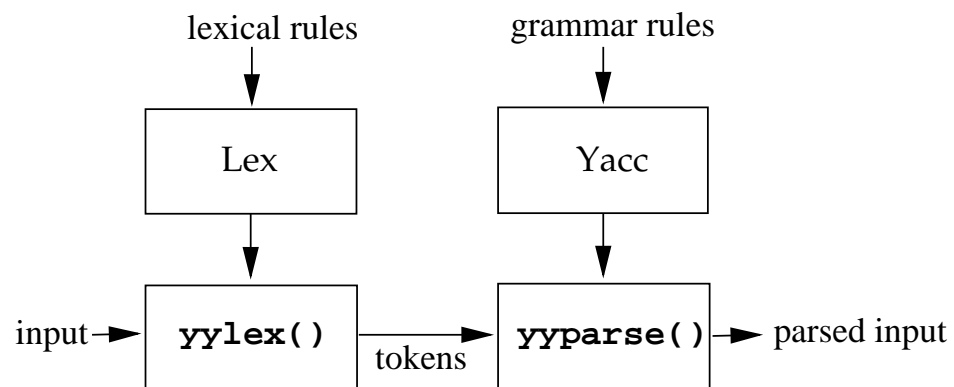 lexical rules
grammar rules
Lex
Yacc
input
yylex()
tokens
yyparse()
parsed input